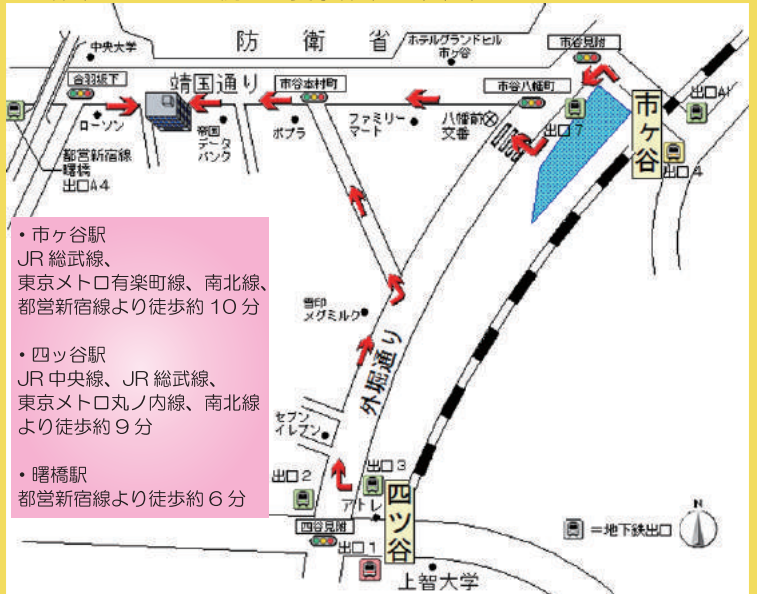 防衛省
中央大学
ホテルグランドヒル
市ヶ谷
市谷見附
合羽坂下
靖国通り
市谷本村町
市谷八幡町
市ヶ谷
出口A1
ローソン
帝国
データ
バンク
ポプラ
ファミリー
マート
八幡前
交番
出口7
出口4
都営新宿線
曙橋
出口A4
・市ヶ谷駅
JR総武線、
東京メトロ有楽町線、南北線、
都営新宿線より徒歩約10分
・四ッ谷駅
JR中央線、JR総武線、
東京メトロ丸ノ内線、南北線
より徒歩約9分
・曙橋駅
都営新宿線より徒歩約6分
雪印
メグミルク
外堀通り
セブン
イレブン
出口2
出口3
アトレ
四ツ谷
四谷見附
出口1
上智大学
=地下鉄出口
N